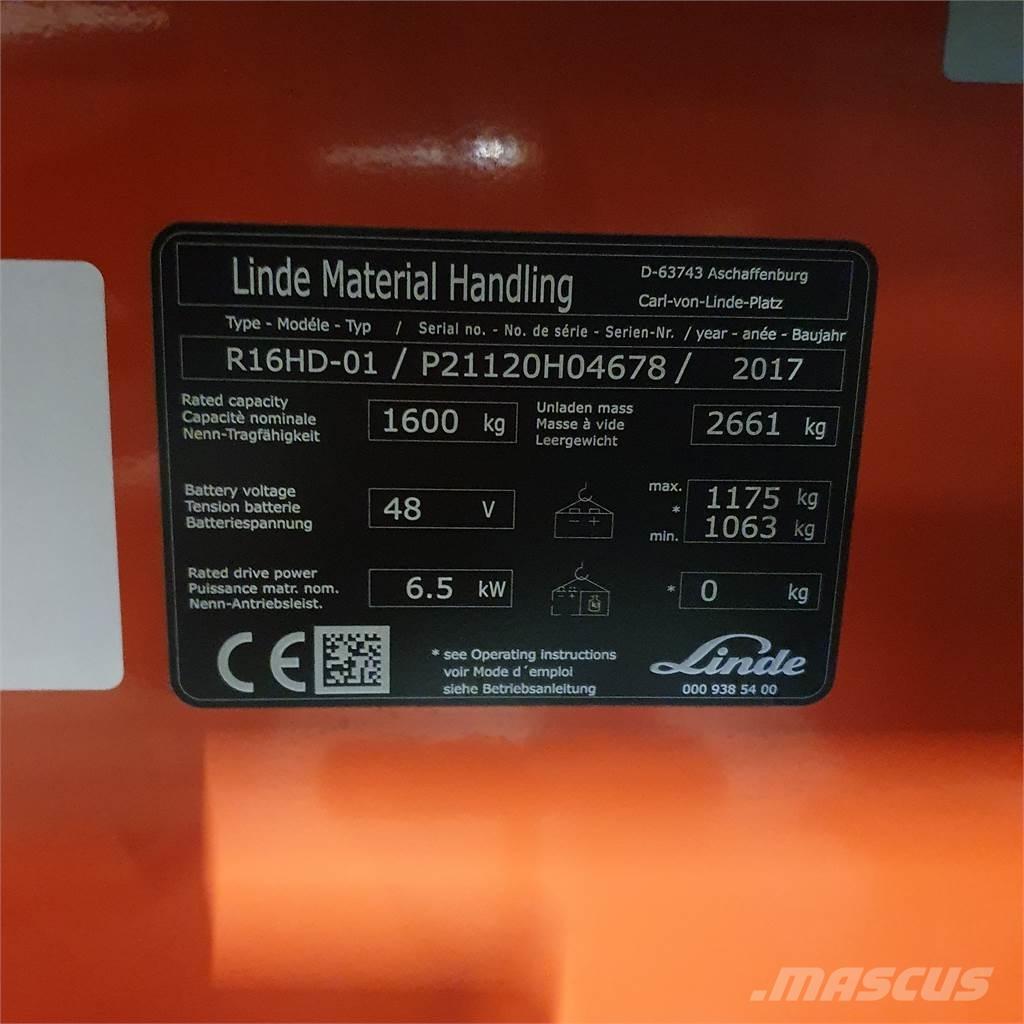 Linde Material Handling
D-63743 Aschaffenburg
Carl-von-Linde-Platz
Type - Modéle - Typ / Serial no. - No. de série - Serien-Nr. / year - anée - Baujahr
R16HD-01 / P21120H04678 / 2017
Rated capacity
Capacitè nominale
Nenn-Tragfähigkeit
1600 kg
Unladen mass
Masse à vide
Leergewicht
2661 kg
Battery voltage
Tension batterie
Batteriespannung
48 V
- +
max.
*
min.
1175 kg
1063 kg
Rated drive power
Puissance matr. nom.
Nenn-Antriebsleist.
6.5 kW
* 0 kg
CE
* see Operating instructions
voir Mode d´emploi
siehe Betriebsanleitung
Linde
000 938 54 00
.MASCUS